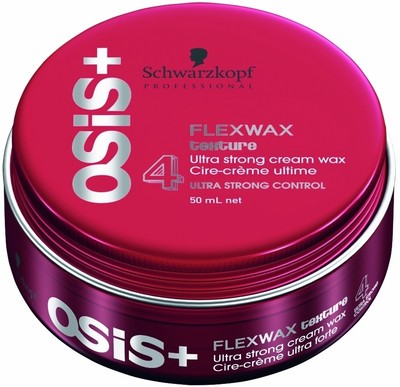 OSiS+
Schwarzkopf
PROFESSIONAL
FLEXWAX
texture
4
Ultra strong cream wax
Cire-crème ultime
ULTRA STRONG CONTROL
50 mL net
OSiS+
FLEXWAX texture
4
Ultra strong cream wax
Cire-crème ultra forte